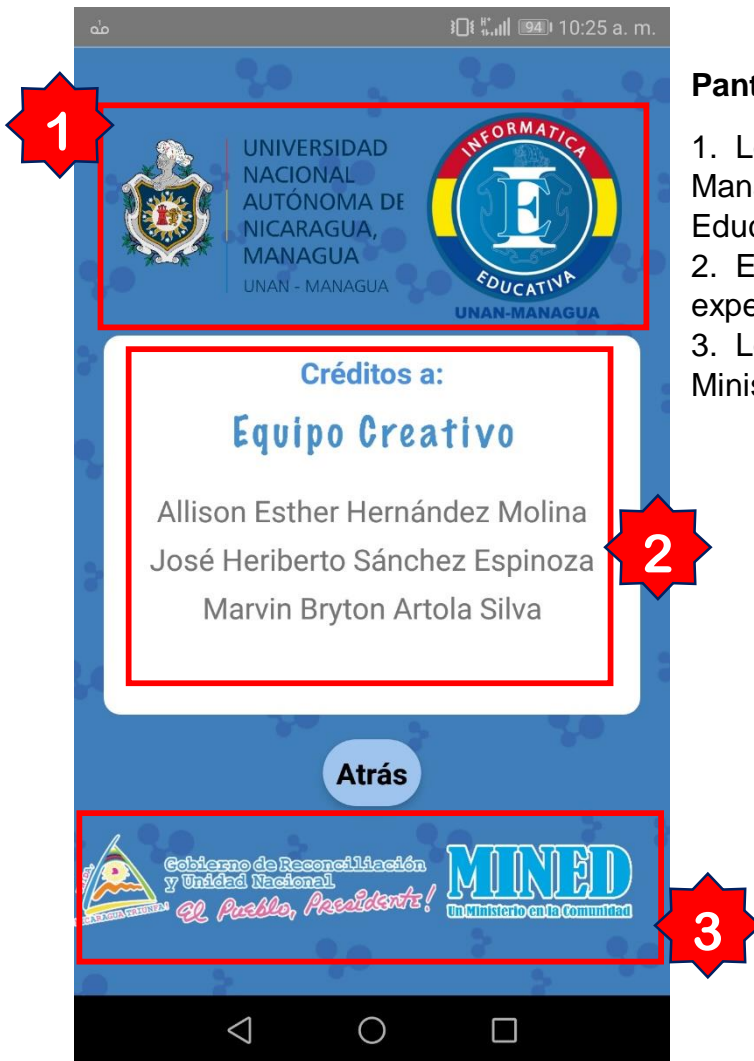 10:25 a. m.
94
1
UNIVERSIDAD
NACIONAL
AUTÓNOMA DE
NICARAGUA,
MANAGUA
UNAN - MANAGUA
INFORMATICA
E
EDUCATIVA
UNAN-MANAGUA
Créditos a:
Equipo Creativo
Allison Esther Hernández Molina
José Heriberto Sánchez Espinoza
Marvin Bryton Artola Silva
2
Atrás
Gobierno de Reconciliación
y Unidad Nacional
El Pueblo, Presidente!
MINED
Un Ministerio en la Comunidad
3
Pant
1. L
Man
Educ
2. E
expe
3. L
Minis